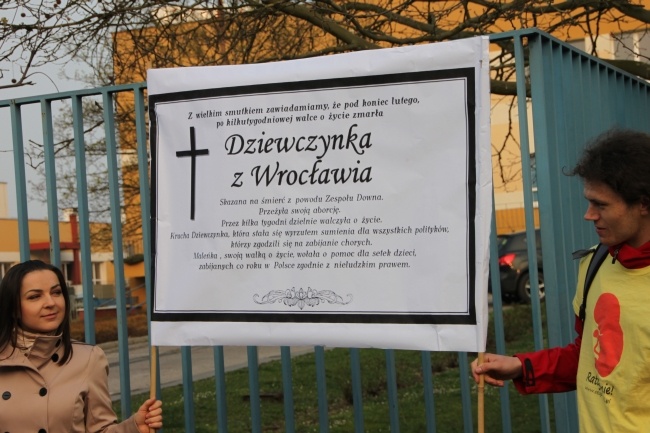 Z wielkim smutkiem zawiadamiamy, że pod koniec lutego,
po kilkutygodniowej walce o życie zmarła
Dziewczynka
z Wrocławia
Skazana na śmierć z powodu Zespołu Downa.
Przeżyła swoją aborcję.
Przez kilka tygodni dzielnie walczyła o życie.
Krucha Dziewczynka, która stała się wyrzutem sumienia dla wszystkich polityków,
którzy zgodzili się na zabijanie chorych.
Maleńka , swoją walką o życie, wołała o pomoc dla setek dzieci,
zabijanych co roku w Polsce zgodnie z nieludzkim prawem.